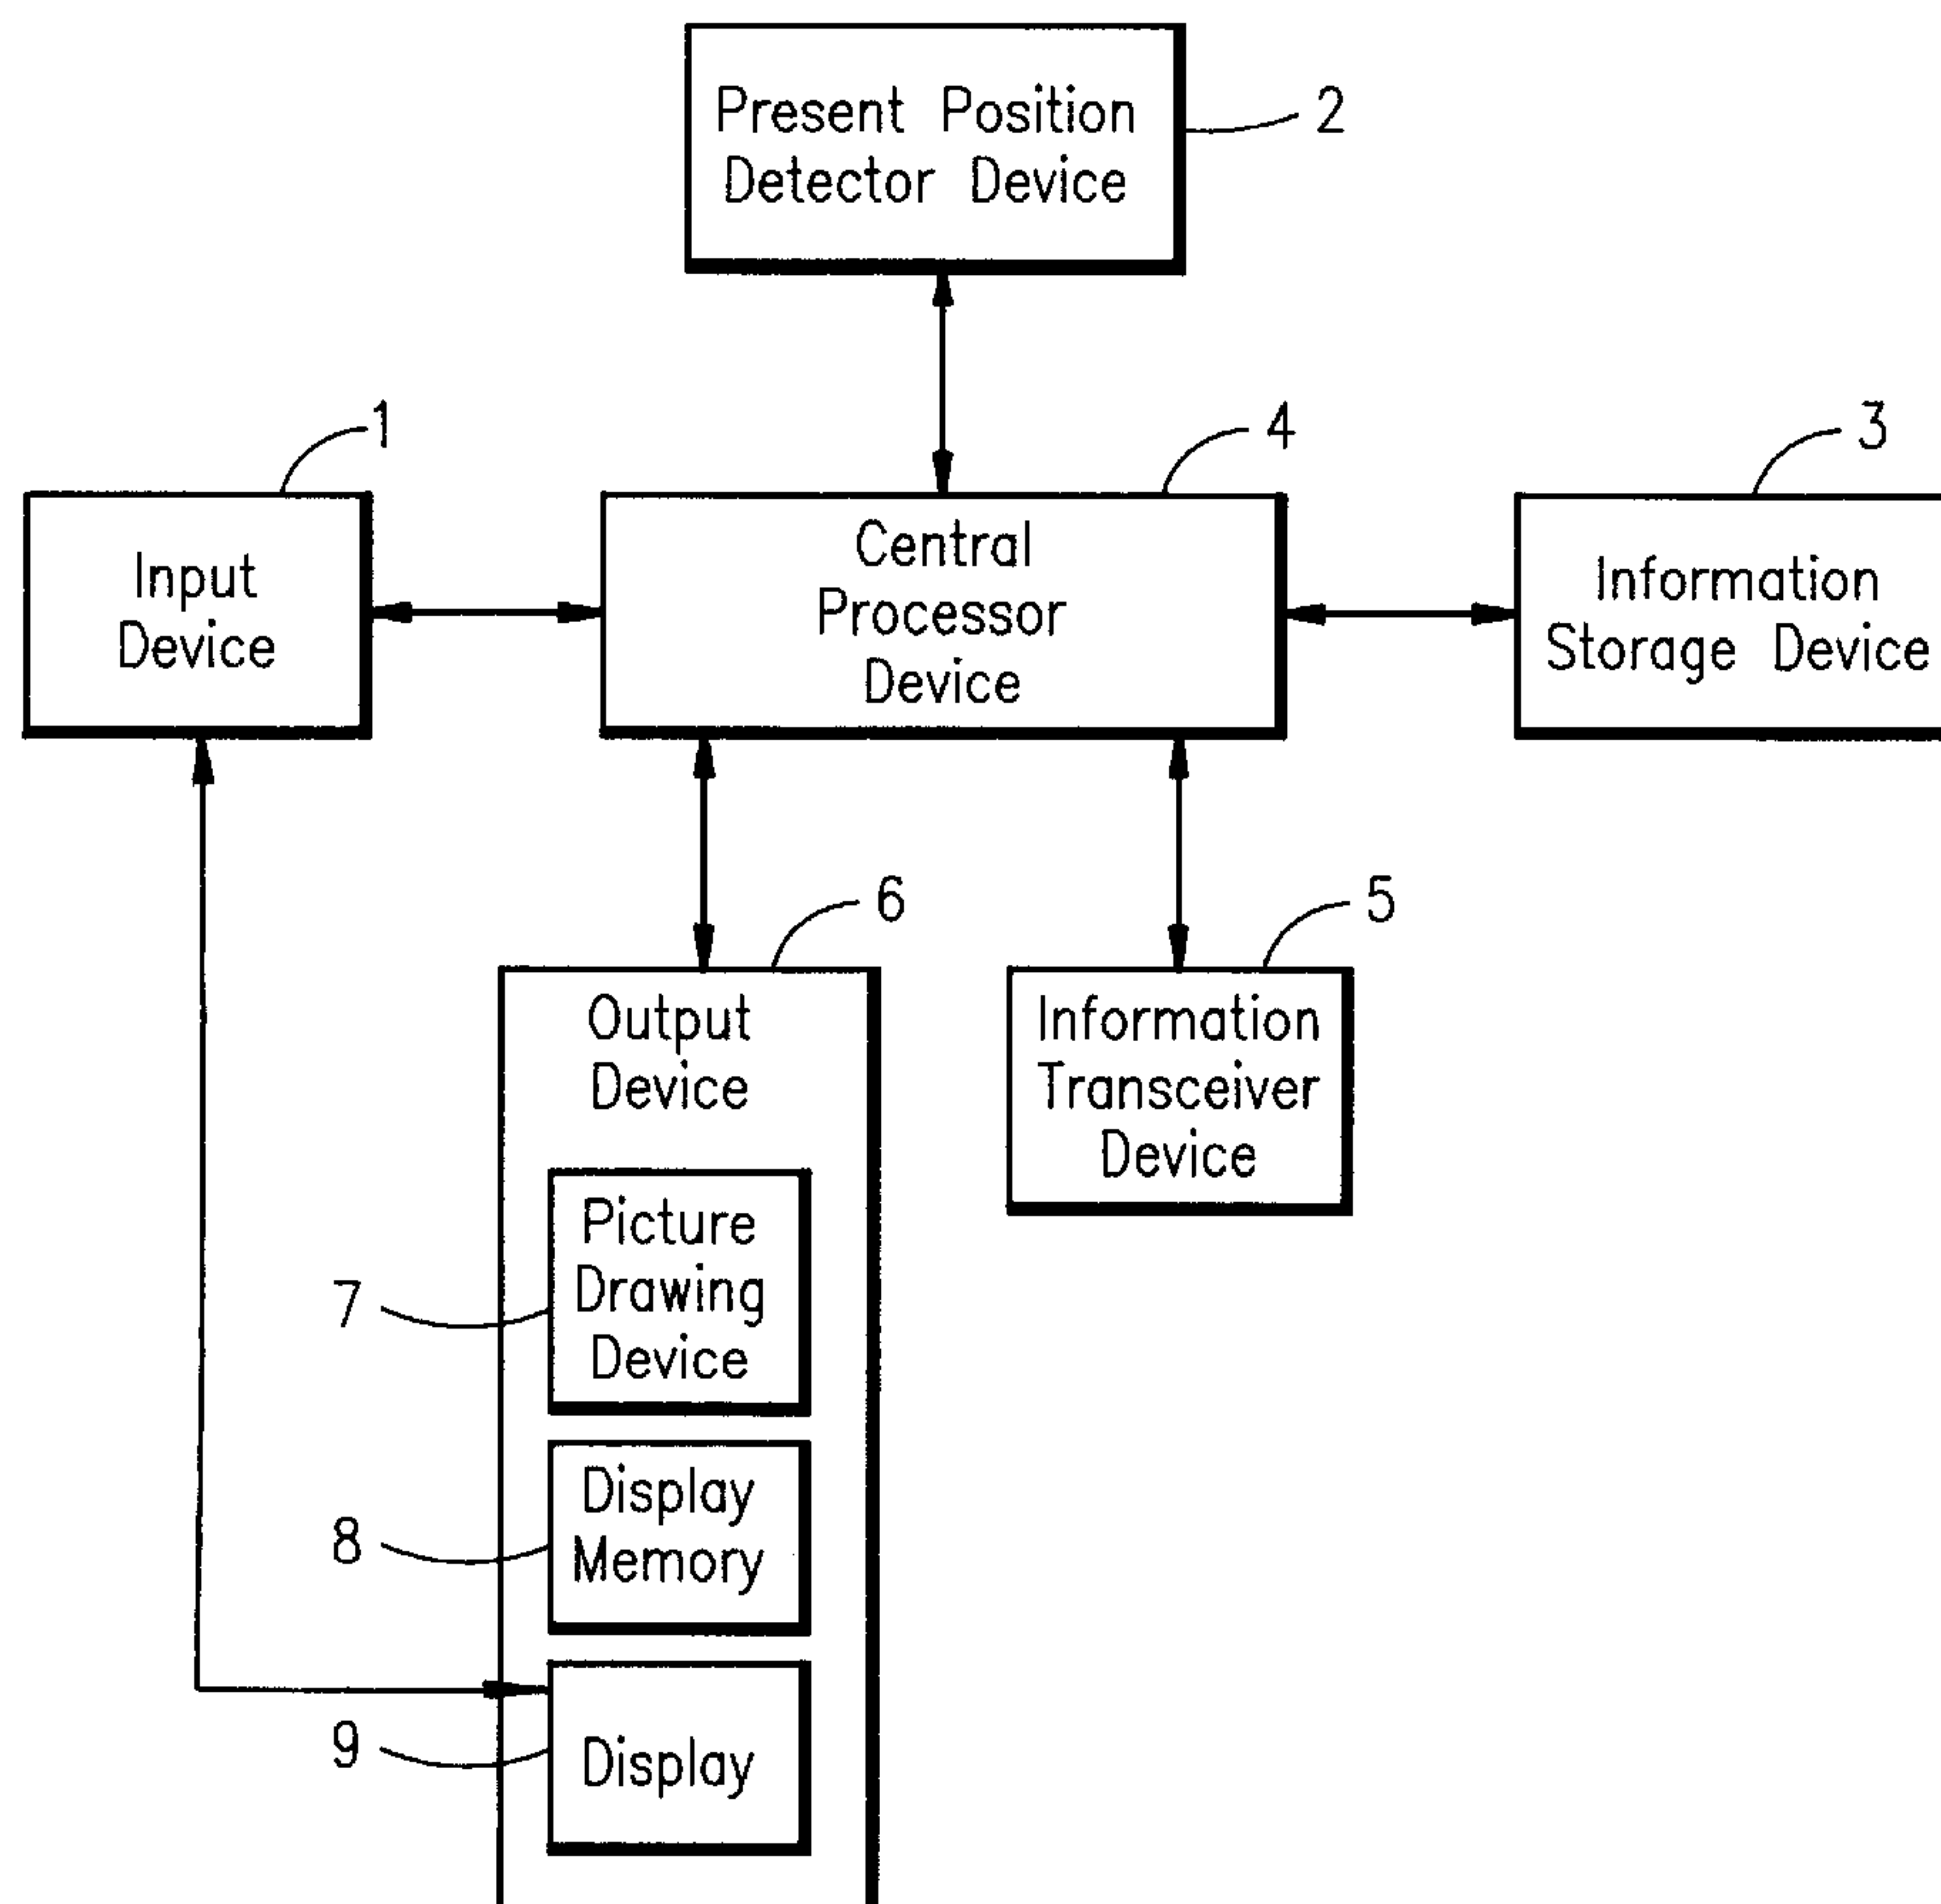 Present Position
Detector Device
2
1
4
3
Input
Device
Central
Processor
Device
Information
Storage Device
6
5
Output
Device
Information
Transceiver
Device
7
Picture
Drawing
Device
8
Display
Memory
9
Display